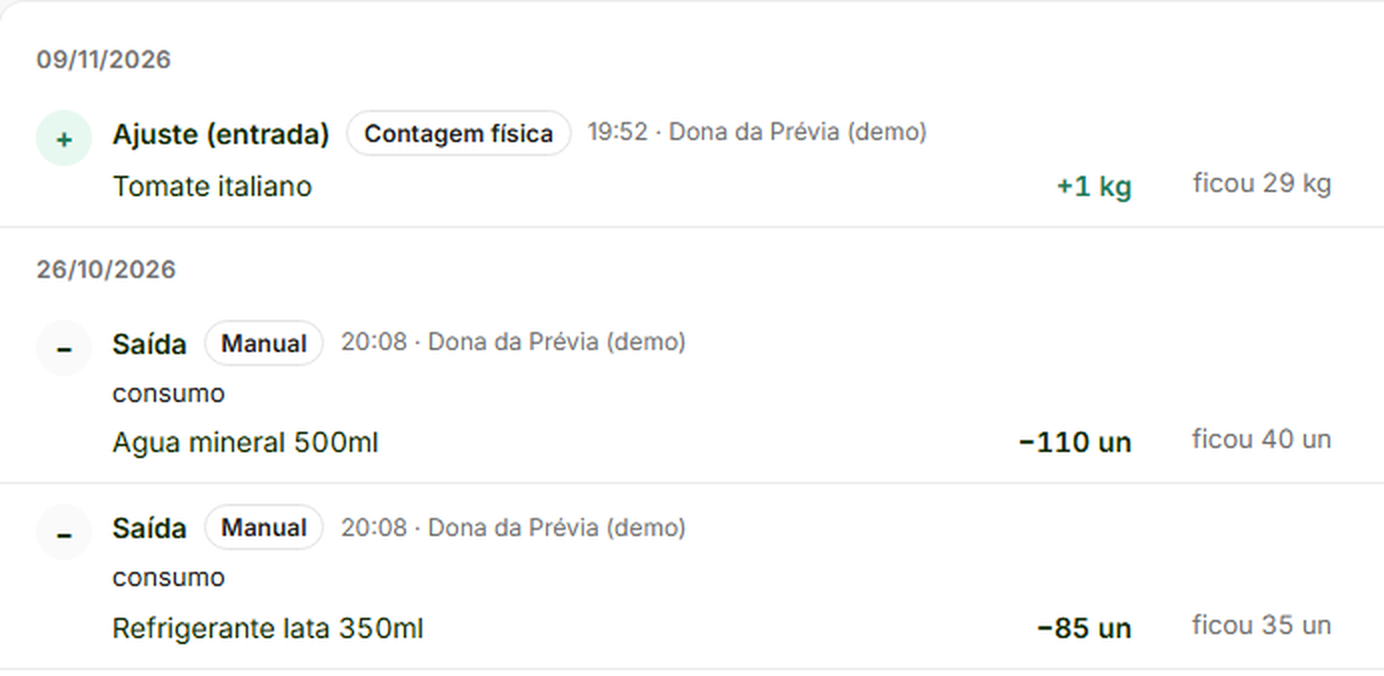 09/11/2026
+ Ajuste (entrada) Contagem física 19:52 · Dona da Prévia (demo)
Tomate italiano +1 kg ficou 29 kg
26/10/2026
− Saída Manual 20:08 · Dona da Prévia (demo)
consumo
Agua mineral 500ml −110 un ficou 40 un
− Saída Manual 20:08 · Dona da Prévia (demo)
consumo
Refrigerante lata 350ml −85 un ficou 35 un